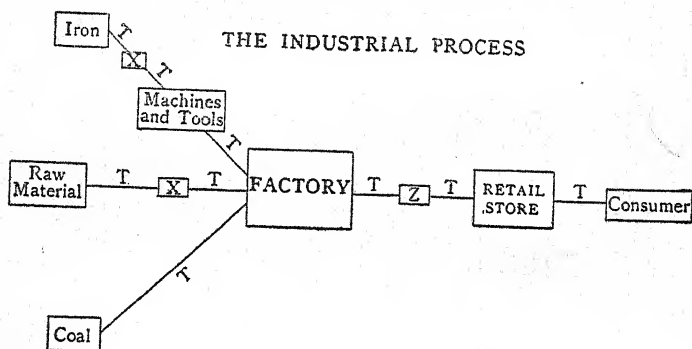 THE INDUSTRIAL PROCESS
Iron
T
X
T
Machines
and Tools
T
Raw
Material
T
X
T
FACTORY
T
Z
T
RETAIL
.STORE
T
Consumer
T
Coal